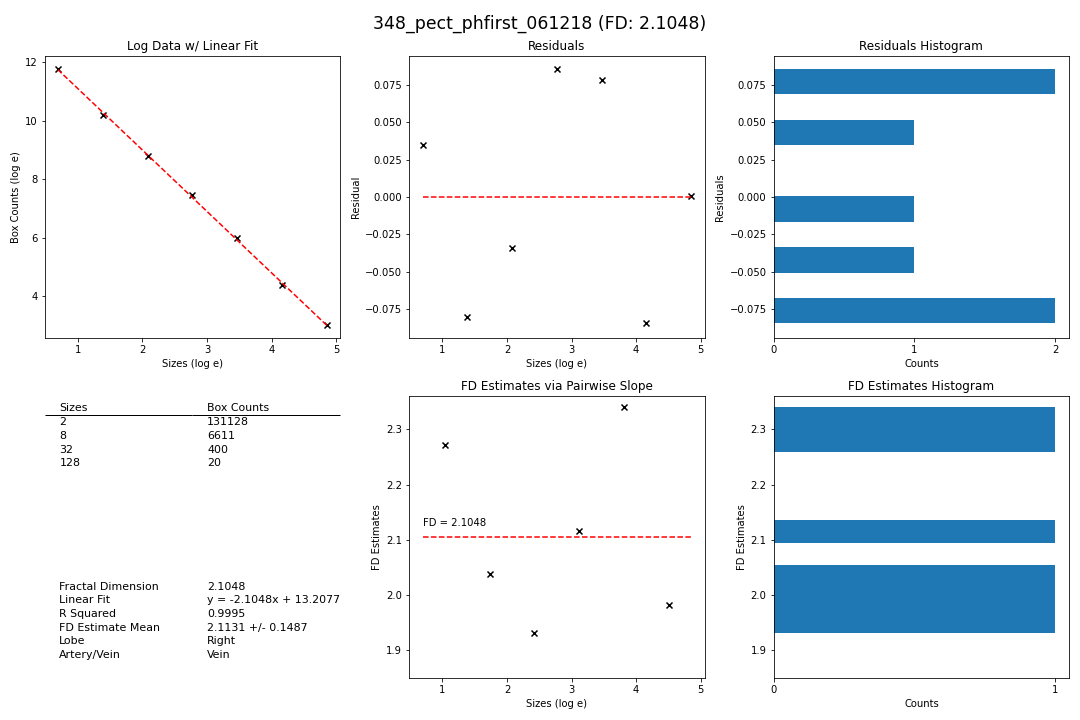 348_pect_phfirst_061218 (FD: 2.1048)
Log Data w/ Linear Fit
12
10
8
6
4
Box Counts (log e)
1 2 3 4 5
Sizes (log e)
Residuals
0.075
0.050
0.025
0.000
−0.025
−0.050
−0.075
Residual
1 2 3 4 5
Sizes (log e)
Residuals Histogram
0.075
0.050
0.025
0.000
−0.025
−0.050
−0.075
Residuals
0 1 2
Counts
Sizes Box Counts
2 131128
8 6611
32 400
128 20
Fractal Dimension 2.1048
Linear Fit y = -2.1048x + 13.2077
R Squared 0.9995
FD Estimate Mean 2.1131 +/- 0.1487
Lobe Right
Artery/Vein Vein
FD Estimates via Pairwise Slope
2.3
2.2
2.1
2.0
1.9
FD Estimates
FD = 2.1048
1 2 3 4 5
Sizes (log e)
FD Estimates Histogram
2.3
2.2
2.1
2.0
1.9
FD Estimates
0 1
Counts